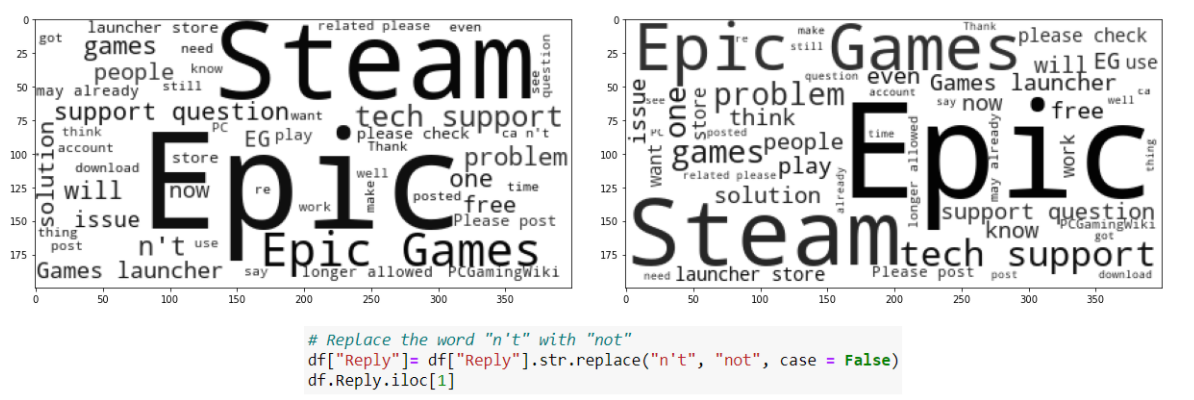 0
25
50
75
100
125
150
175
0
50
100
150
200
250
300
350
got
launcher store
related please
even
games
need
Steam
question
people
know
see
may already
still
support question
want
tech support
solution
think
PC
EG
play
please check
ca n't
account
Thank
problem
download
store
Epic
well
one
time
will
now
re
make
posted
free
issue
work
Please post
thing
post
n't
use
Epic Games
Games launcher
say
longer allowed
PCGamingWiki
0
25
50
75
100
125
150
175
0
50
100
150
200
250
300
350
Epic
re
make
still
Games
Thank
please check
will
EG
use
issue
see
one
store
problem
question
even
account
Games launcher
say
now
free
well
ca
think
want
PC
posted
games
people
time
Epic
longer allowed
may already
work
thing
related please
play
already
solution
support question
know
PCGamingWiki
got
Steam
tech support
need
launcher store
Please post
post
download
# Replace the word "n't" with "not"
df["Reply"]= df["Reply"].str.replace("n't", "not", case = False)
df.Reply.iloc[1]